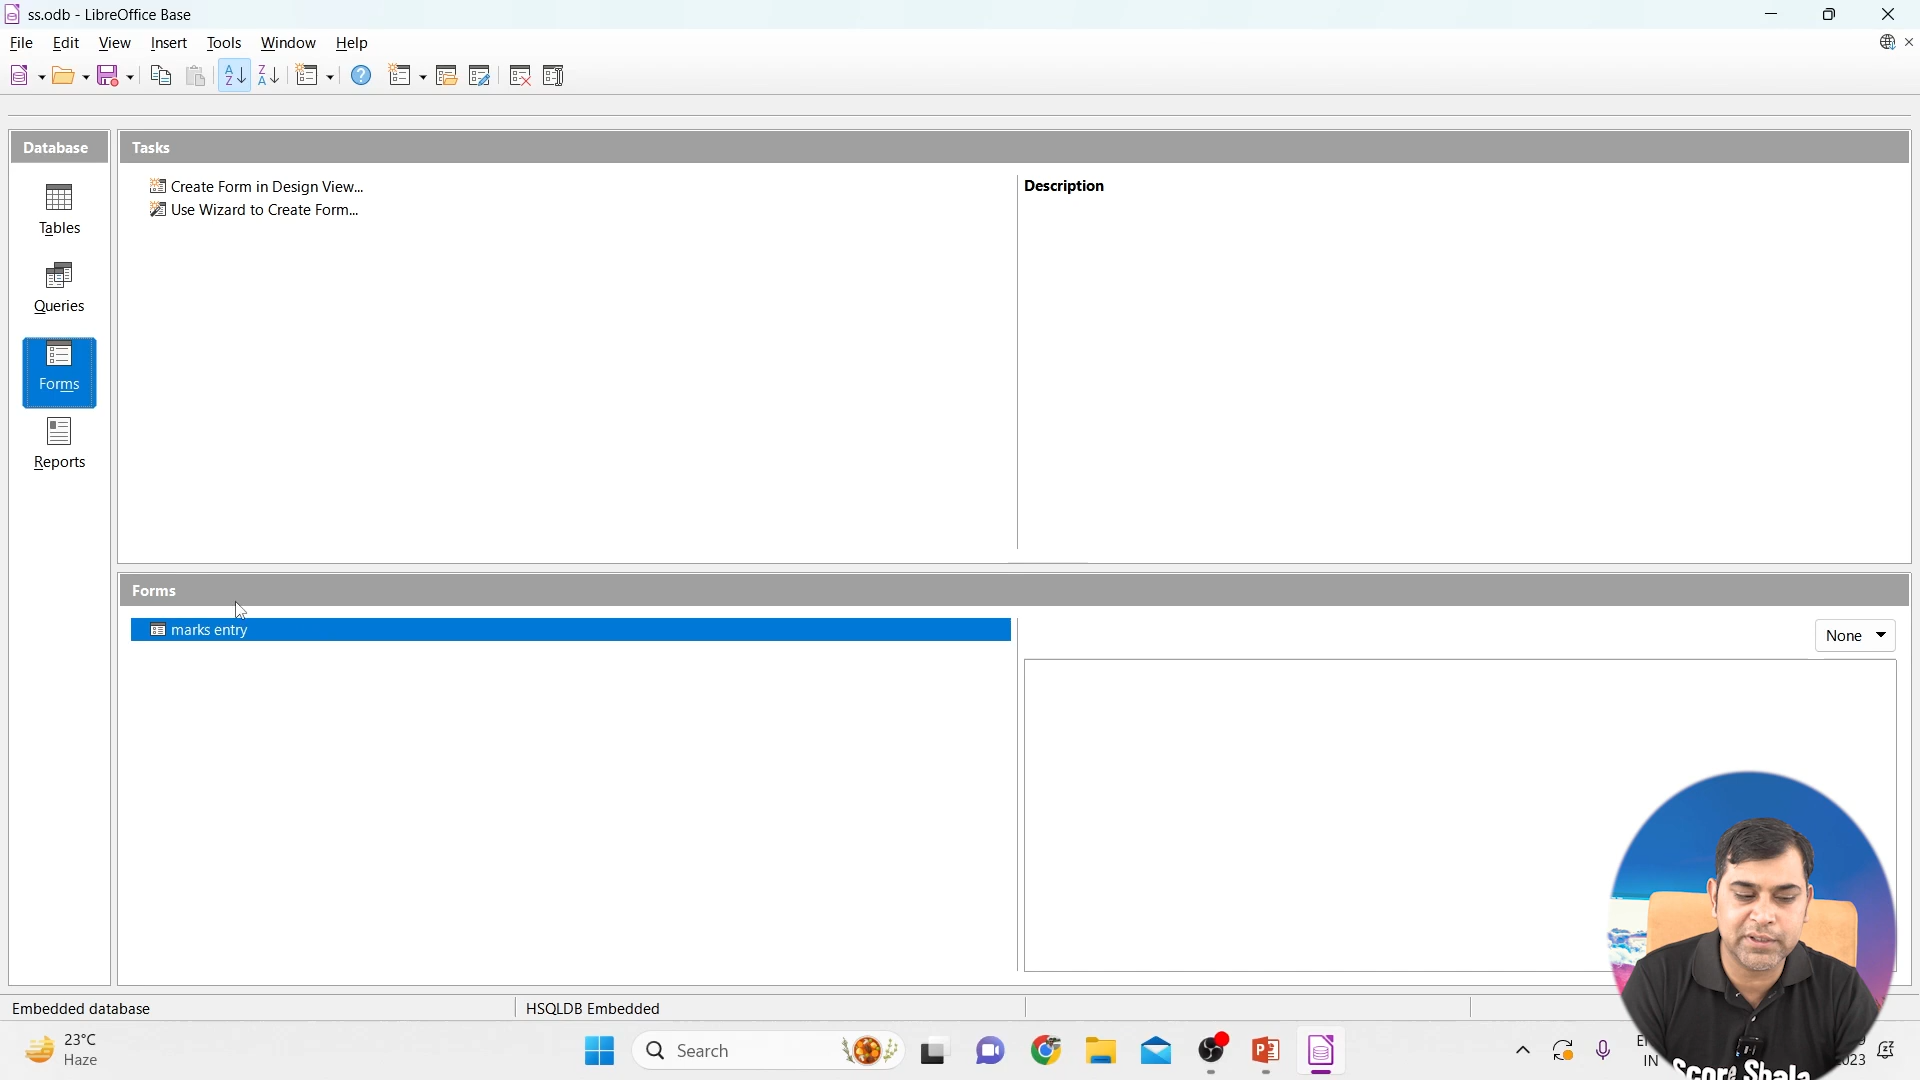 ss.odb - LibreOffice Base
File Edit View Insert Tools Window Help
Database
Tables
Queries
Forms
Reports
Tasks
Create Form in Design View...
Use Wizard to Create Form...
Description
Forms
marks entry
None
Embedded database
HSQLDB Embedded
23°C
Haze
Search
IN
Score Shala